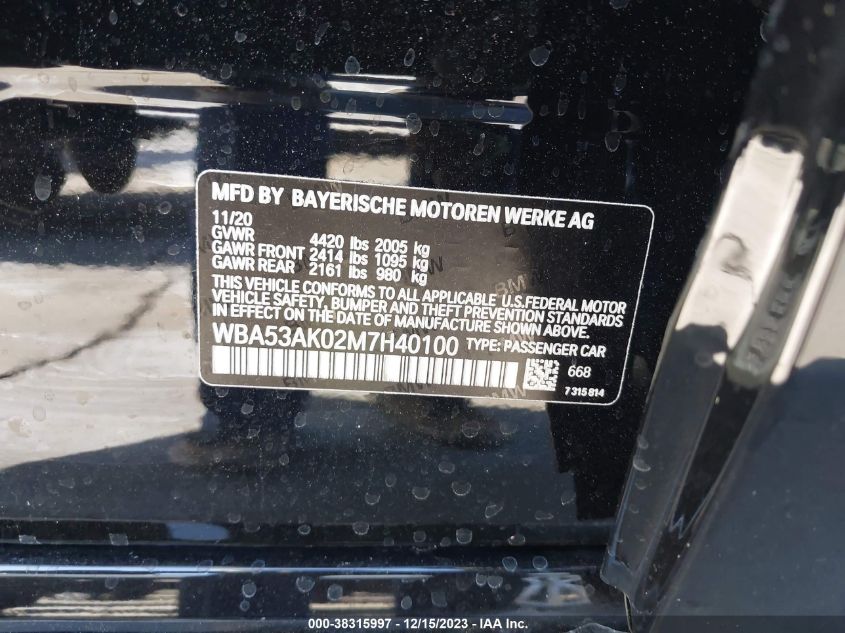 MFD BY BAYERISCHE MOTOREN WERKE AG
11/20
GVWR 4420 lbs 2005 kg
GAWR FRONT 2414 lbs 1095 kg
GAWR REAR 2161 lbs 980 kg
THIS VEHICLE CONFORMS TO ALL APPLICABLE U.S.FEDERAL MOTOR
VEHICLE SAFETY, BUMPER AND THEFT PREVENTION STANDARDS
IN EFFECT ON THE DATE OF MANUFACTURE SHOWN ABOVE.
WBA53AK02M7H40100 TYPE: PASSENGER CAR
668
7 315 814
000-38315997 - 12/15/2023 - IAA Inc.